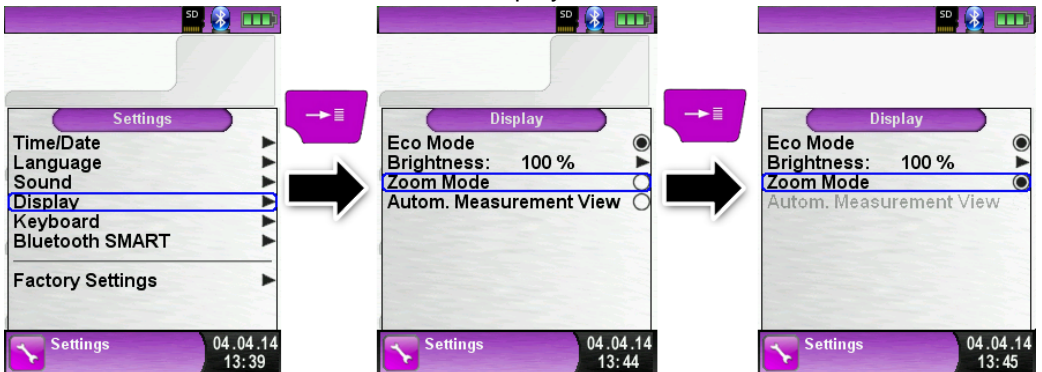 SD
Settings
Time/Date
Language
Sound
Display
Keyboard
Bluetooth SMART
Factory Settings
Settings
04.04.14
13:39
SD
Display
Eco Mode
Brightness: 100 %
Zoom Mode
Autom. Measurement View
Settings
04.04.14
13:44
SD
Display
Eco Mode
Brightness: 100 %
Zoom Mode
Autom. Measurement View
Settings
04.04.14
13:45